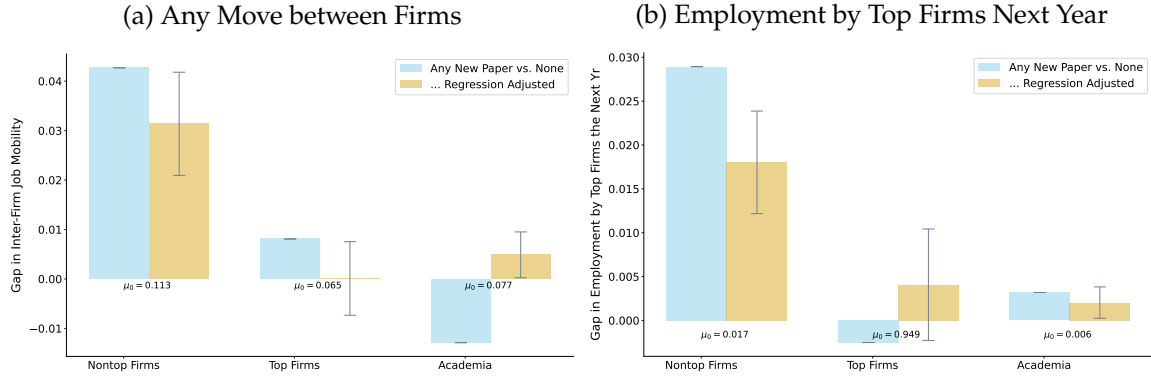 (a) Any Move between Firms
Gap in Inter-Firm Job Mobility
0.04
0.03
0.02
0.01
0.00
−0.01
Any New Paper vs. None
... Regression Adjusted
μ₀ = 0.113
μ₀ = 0.065
μ₀ = 0.077
Nontop Firms
Top Firms
Academia
(b) Employment by Top Firms Next Year
Gap in Employment by Top Firms the Next Yr
0.030
0.025
0.020
0.015
0.010
0.005
0.000
Any New Paper vs. None
... Regression Adjusted
μ₀ = 0.017
μ₀ = 0.949
μ₀ = 0.006
Nontop Firms
Top Firms
Academia